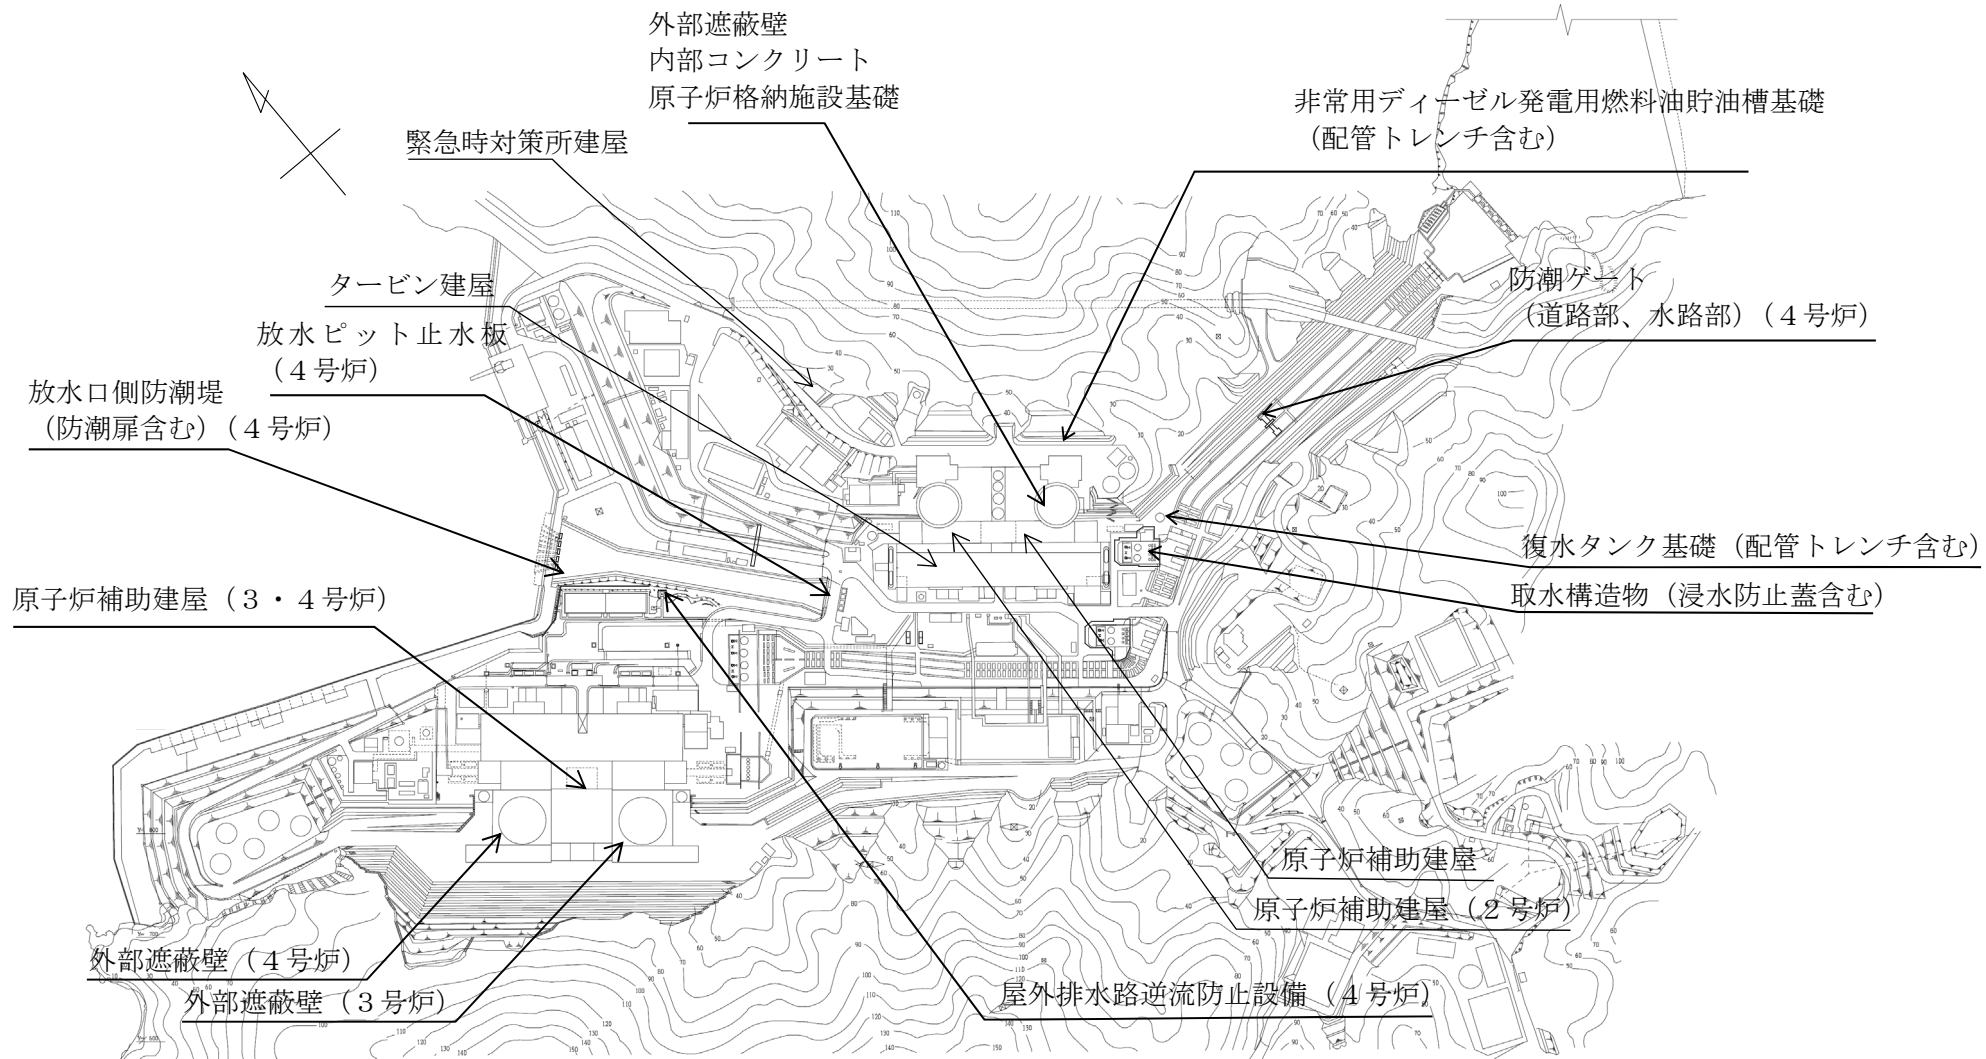 外部遮蔽壁
内部コンクリート
原子炉格納施設基礎
非常用ディーゼル発電用燃料油貯油槽基礎
（配管トレンチ含む）
緊急時対策所建屋
タービン建屋
防潮ゲート
（道路部、水路部）（４号炉）
放水ピット止水板
（４号炉）
放水口側防潮堤
（防潮扉含む）（４号炉）
復水タンク基礎（配管トレンチ含む）
取水構造物（浸水防止蓋含む）
原子炉補助建屋（３・４号炉）
原子炉補助建屋
原子炉補助建屋（２号炉）
外部遮蔽壁（４号炉）
外部遮蔽壁（３号炉）
屋外排水路逆流防止設備（４号炉）